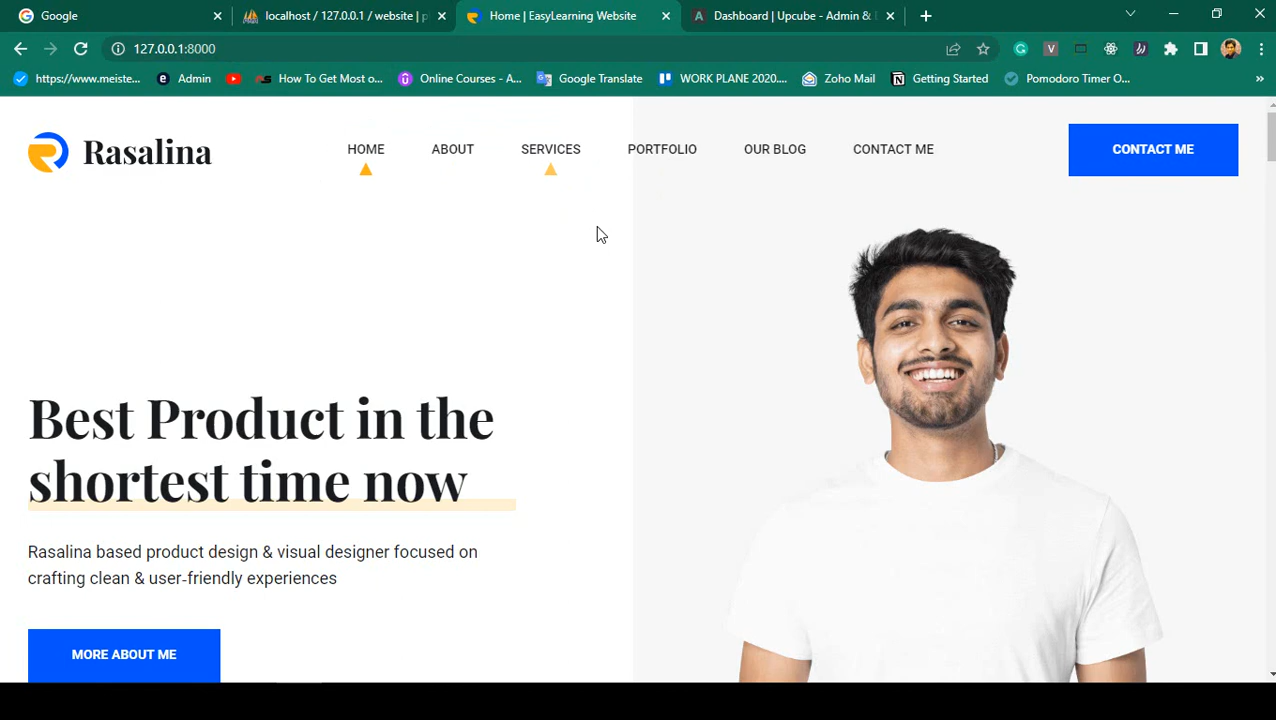 Google
localhost / 127.0.0.1 / website | p
Home | EasyLearning Website
Dashboard | Upcube - Admin &
127.0.0.1:8000
https://www.meiste...
Admin
How To Get Most o...
Online Courses - A...
Google Translate
WORK PLANE 2020....
Zoho Mail
Getting Started
Pomodoro Timer O...
»
Rasalina
HOME
ABOUT
SERVICES
PORTFOLIO
OUR BLOG
CONTACT ME
CONTACT ME
Best Product in the
shortest time now
Rasalina based product design & visual designer focused on
crafting clean & user-friendly experiences
MORE ABOUT ME